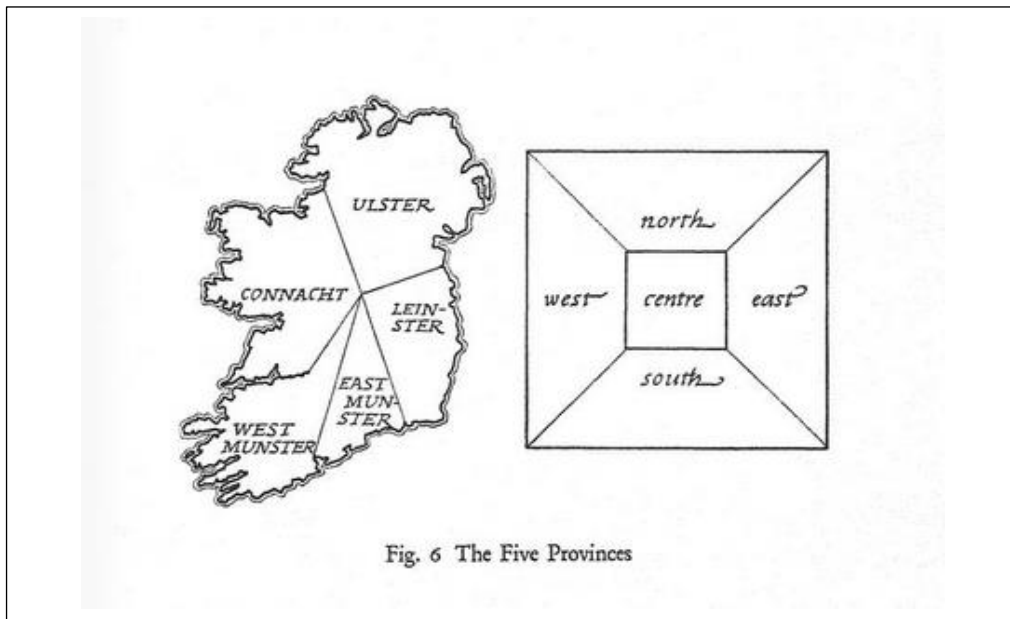 ULSTER
CONNACHT
LEIN-
STER
EAST
MUN-
STER
WEST
MUNSTER
north
west
centre
east
south
Fig. 6 The Five Provinces